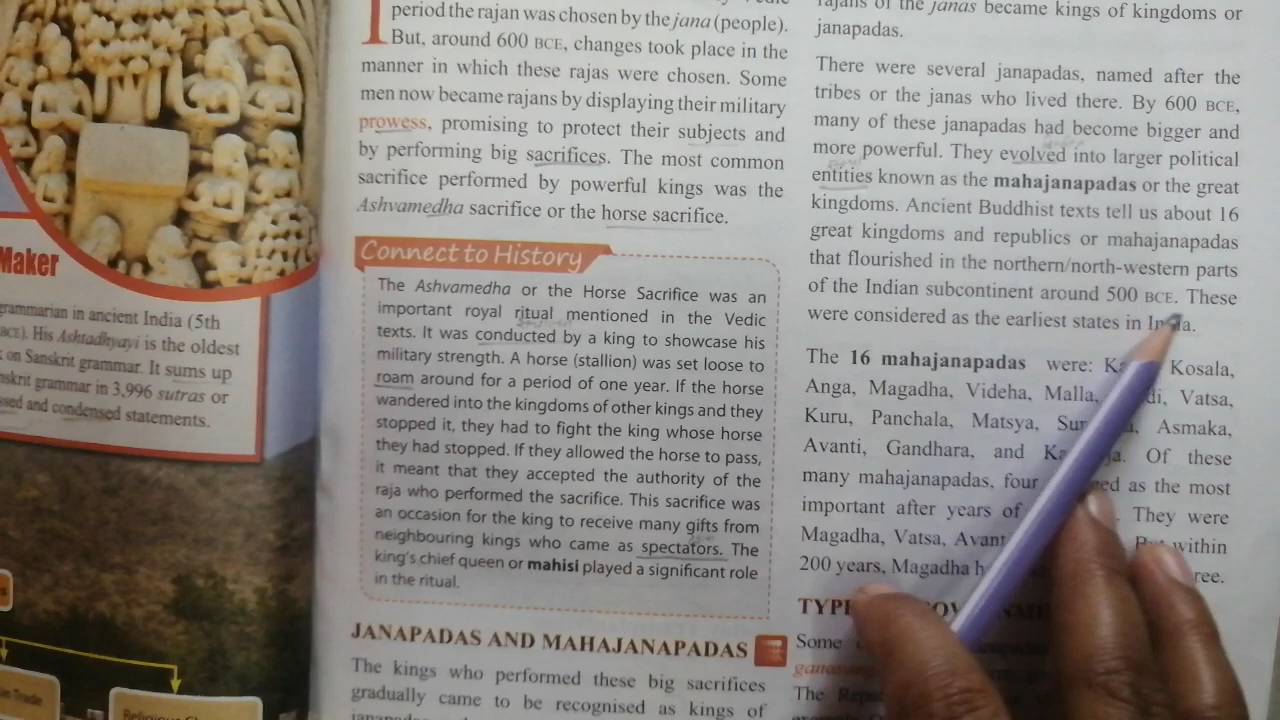 Maker
grammarian in ancient India (5th
BCE). His Ashtadhyayi is the oldest
on Sanskrit grammar. It sums up
grammar in 3,996 sutras or
and condensed statements.
Trade
period the rajan was chosen by the jana (people).
But, around 600 BCE, changes took place in the
manner in which these rajas were chosen. Some
men now became rajans by displaying their military
prowess, promising to protect their subjects and
by performing big sacrifices. The most common
sacrifice performed by powerful kings was the
Ashvamedha sacrifice or the horse sacrifice.
Connect to History
The Ashvamedha or the Horse Sacrifice was an
important royal ritual mentioned in the Vedic
texts. It was conducted by a king to showcase his
military strength. A horse (stallion) was set loose to
roam around for a period of one year. If the horse
wandered into the kingdoms of other kings and they
stopped it, they had to fight the king whose horse
they had stopped. If they allowed the horse to pass,
it meant that they accepted the authority of the
raja who performed the sacrifice. This sacrifice was
an occasion for the king to receive many gifts from
neighbouring kings who came as spectators. The
king's chief queen or mahisi played a significant role
in the ritual.
JANAPADAS AND MAHAJANAPADAS
The kings who performed these big sacrifices
gradually came to be recognised as kings of
rajans of the janas became kings of kingdoms or
janapadas.
There were several janapadas, named after the
tribes or the janas who lived there. By 600 BCE,
many of these janapadas had become bigger and
more powerful. They evolved into larger political
entities known as the mahajanapadas or the great
kingdoms. Ancient Buddhist texts tell us about 16
great kingdoms and republics or mahajanapadas
that flourished in the northern/north-western parts
of the Indian subcontinent around 500 BCE. These
were considered as the earliest states in India.
The 16 mahajanapadas were: Kosala,
Anga, Magadha, Videha, Malla, Vatsa,
Kuru, Panchala, Matsya, Asmaka,
Avanti, Gandhara, and Of these
many mahajanapadas, four as the most
important after years of They were
Magadha, Vatsa, within
200 years, Magadha
Some
The